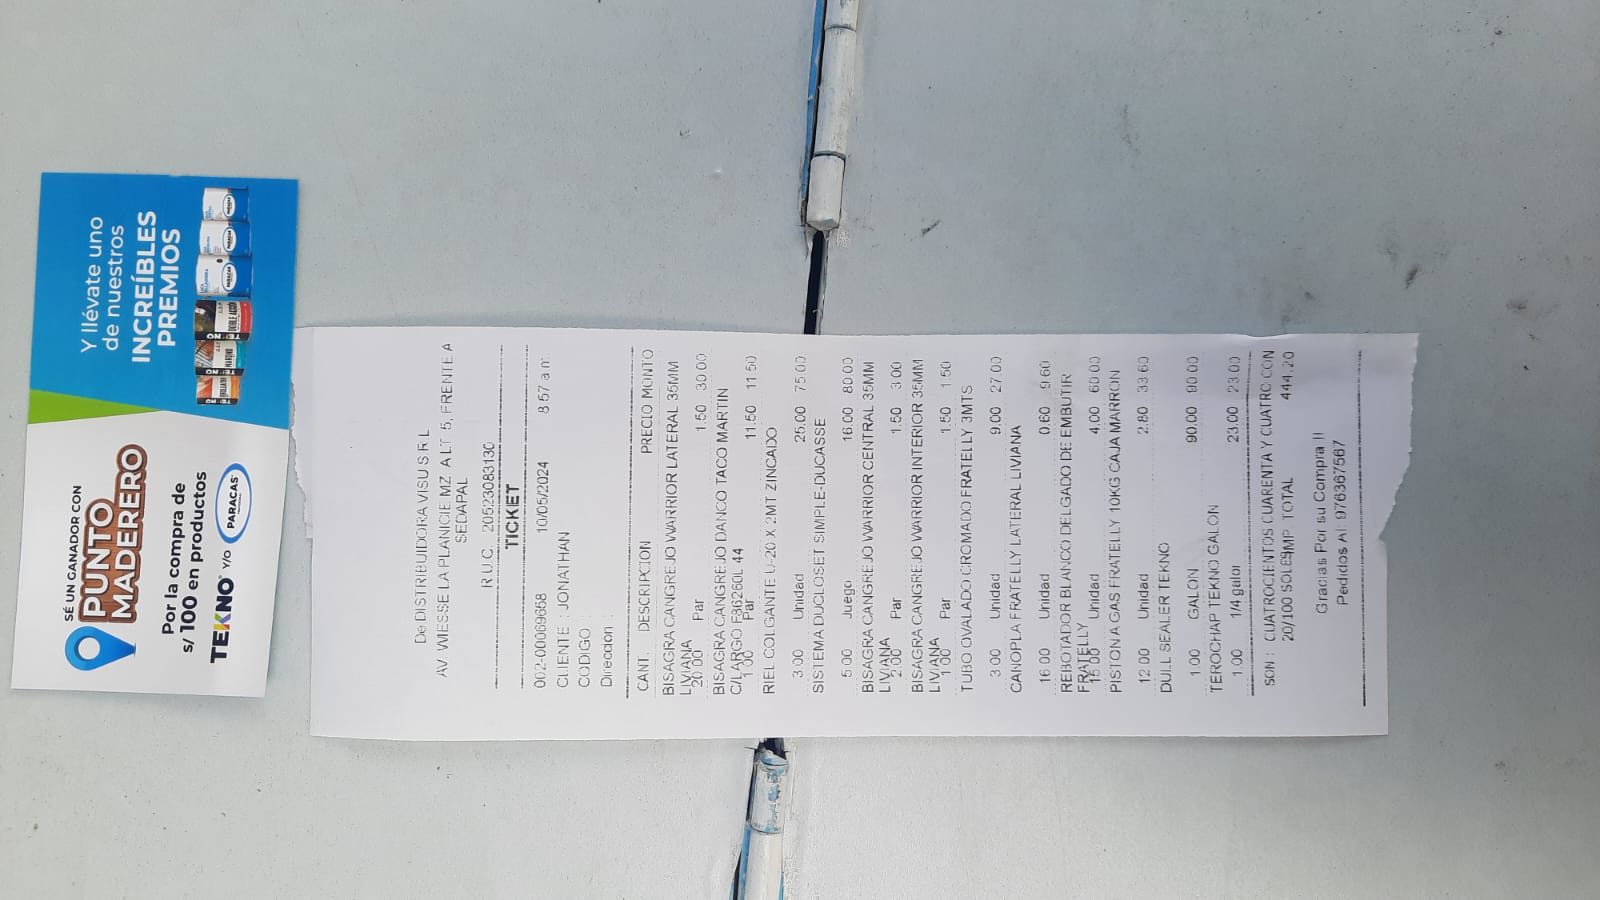 SÉ UN GANADOR CON
PUNTO
MADERERO
Por la compra de
s/100 en productos
TEKNO Y/O PARACAS
Y llévate uno
de nuestros
INCREÍBLES
PREMIOS
De DISTRIBUIDORA VISU S R L
AV. WIESSE LA PLANICIE MZ. A LT. 5, FRENTE A
SEDAPAL
R.U.C. 20523083130
TICKET
002-00069668 10/05/2024 8 57 a m
CLIENTE : JONATHAN
CODIGO :
Direccion :
CANT. DESCRIPCION PRECIO MONTO
BISAGRA CANGREJO WARRIOR LATERAL 35MM
LIVIANA
20.00 Par 1.50 30.00
BISAGRA CANGREJO DANCO TACO MARTIN
C/LARGO F86260L 44
1.00 Par 11.50 11.50
RIEL COLGANTE U-20 X 2MT ZINCADO
3.00 Unidad 25.00 75.00
SISTEMA DUCLOSET SIMPLE-DUCASSE
5.00 Juego 16.00 80.00
BISAGRA CANGREJO WARRIOR CENTRAL 35MM
LIVIANA
2.00 Par 1.50 3.00
BISAGRA CANGREJO WARRIOR INTERIOR 35MM
LIVIANA
1.00 Par 1.50 1.50
TUBO OVALADO CROMADO FRATELLY 3MTS
3.00 Unidad 9.00 27.00
CANOPLA FRATELLY LATERAL LIVIANA
16.00 Unidad 0.60 9.60
REBOTADOR BLANCO DELGADO DE EMBUTIR
FRATELLY
15.00 Unidad 4.00 60.00
PISTON A GAS FRATELLY 10KG CAJA MARRON
12.00 Unidad 2.80 33.60
DULL SEALER TEKNO
1.00 GALON 90.00 90.00
TEROCHAP TEKNO GALON
1.00 1/4 galon 23.00 23.00
SON : CUATROCIENTOS CUARENTA Y CUATRO CON
20/100 SOLES IMP. TOTAL 444.20
Gracias Por su Compra !!
Pedidos Al: 976367567